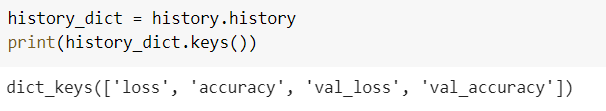 history_dict = history.history
print(history_dict.keys())
dict_keys(['loss', 'accuracy', 'val_loss', 'val_accuracy'])